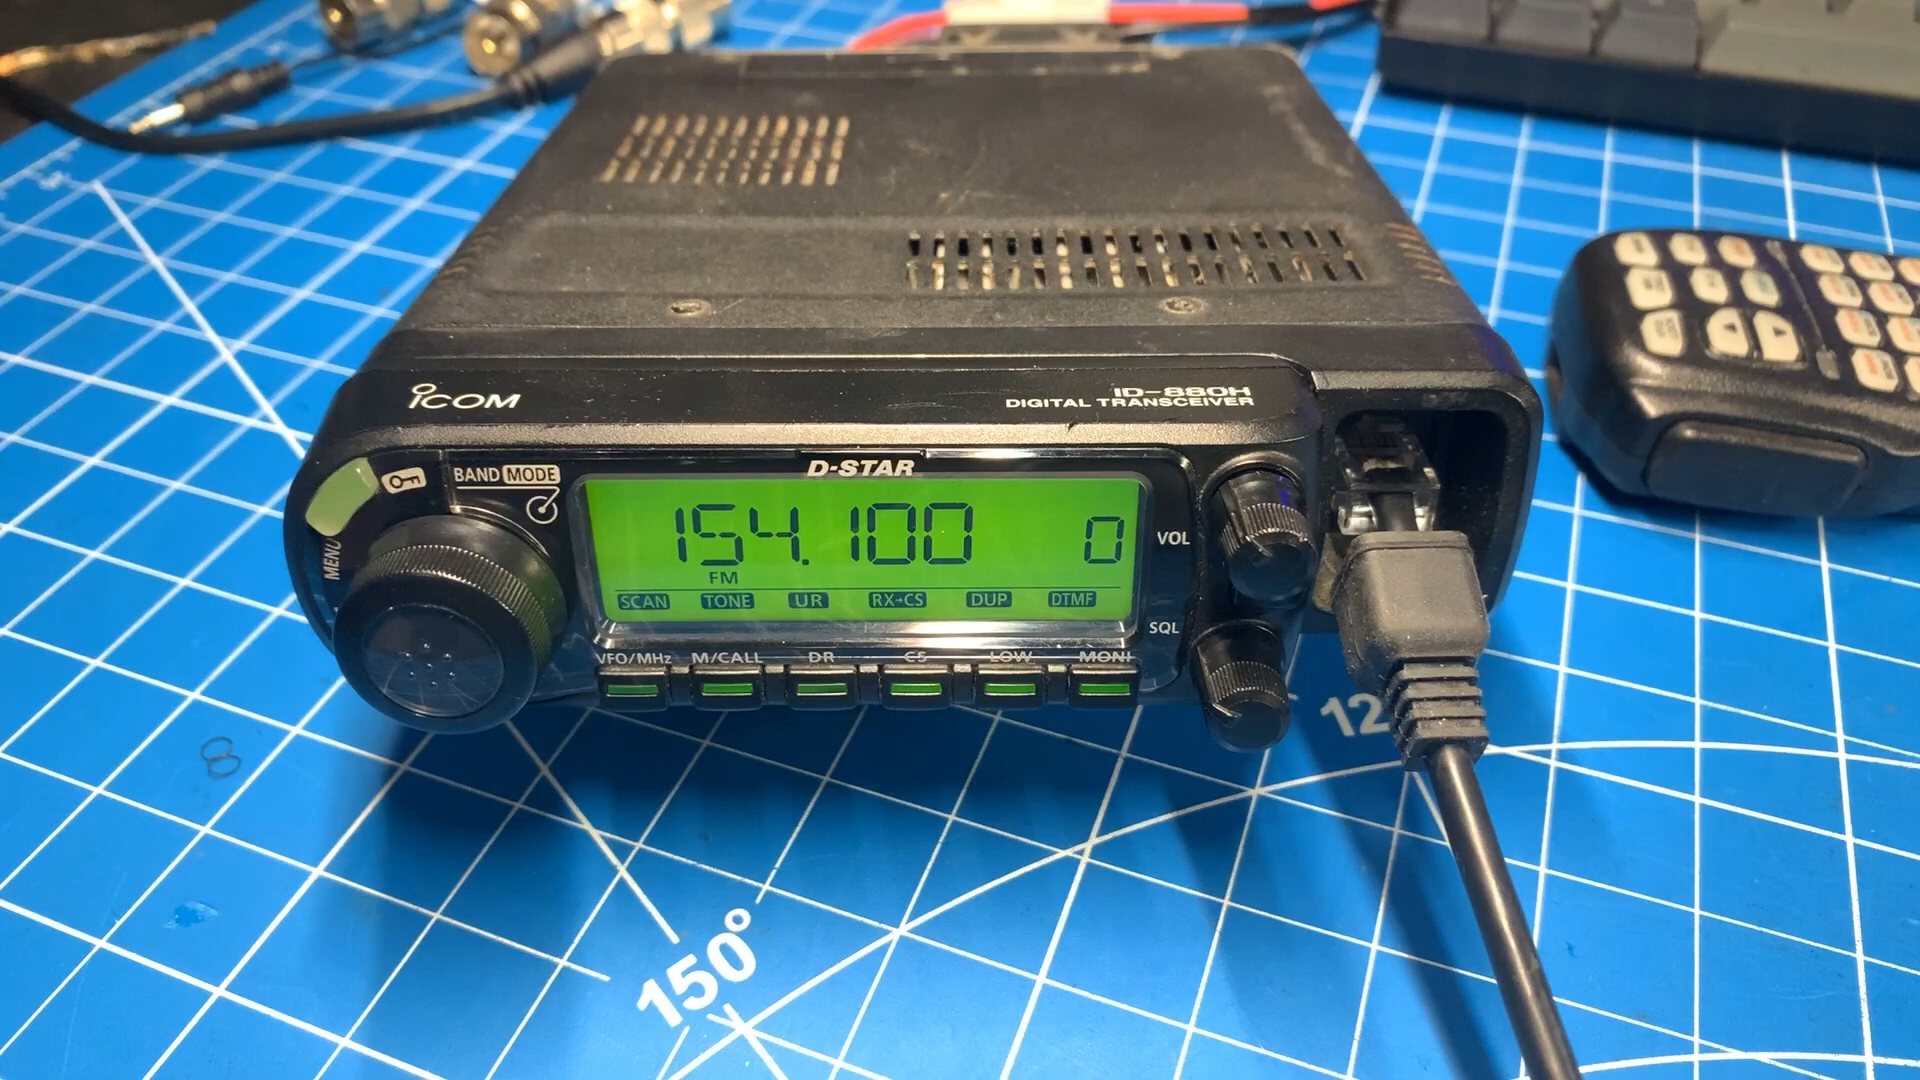 ICOM
ID-880H
DIGITAL TRANSCEIVER
D-STAR
BAND MODE
MENU
154.100 0
FM
SCAN TONE UR RX→CS DUP DTMF
VOL
SQL
VFO/MHz M/CALL DR CS LOW MONI
12
150°